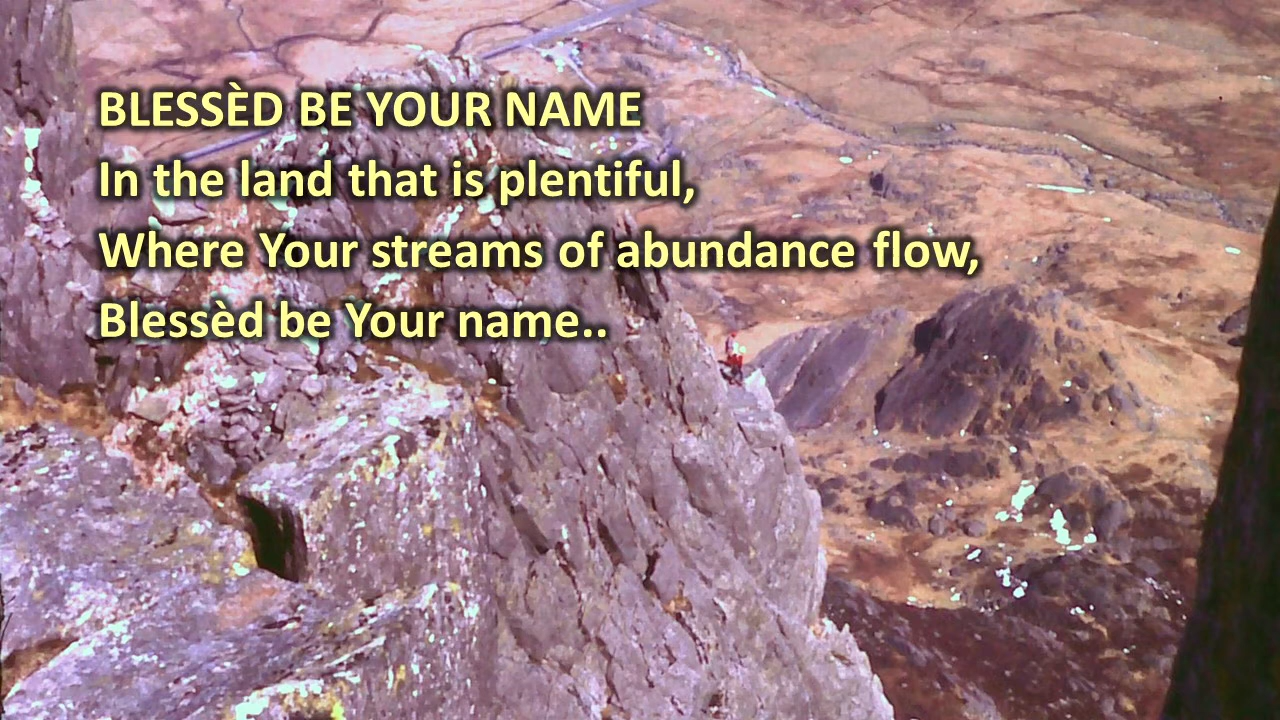 BLESSÈD BE YOUR NAME
In the land that is plentiful,
Where Your streams of abundance flow,
Blessèd be Your name..